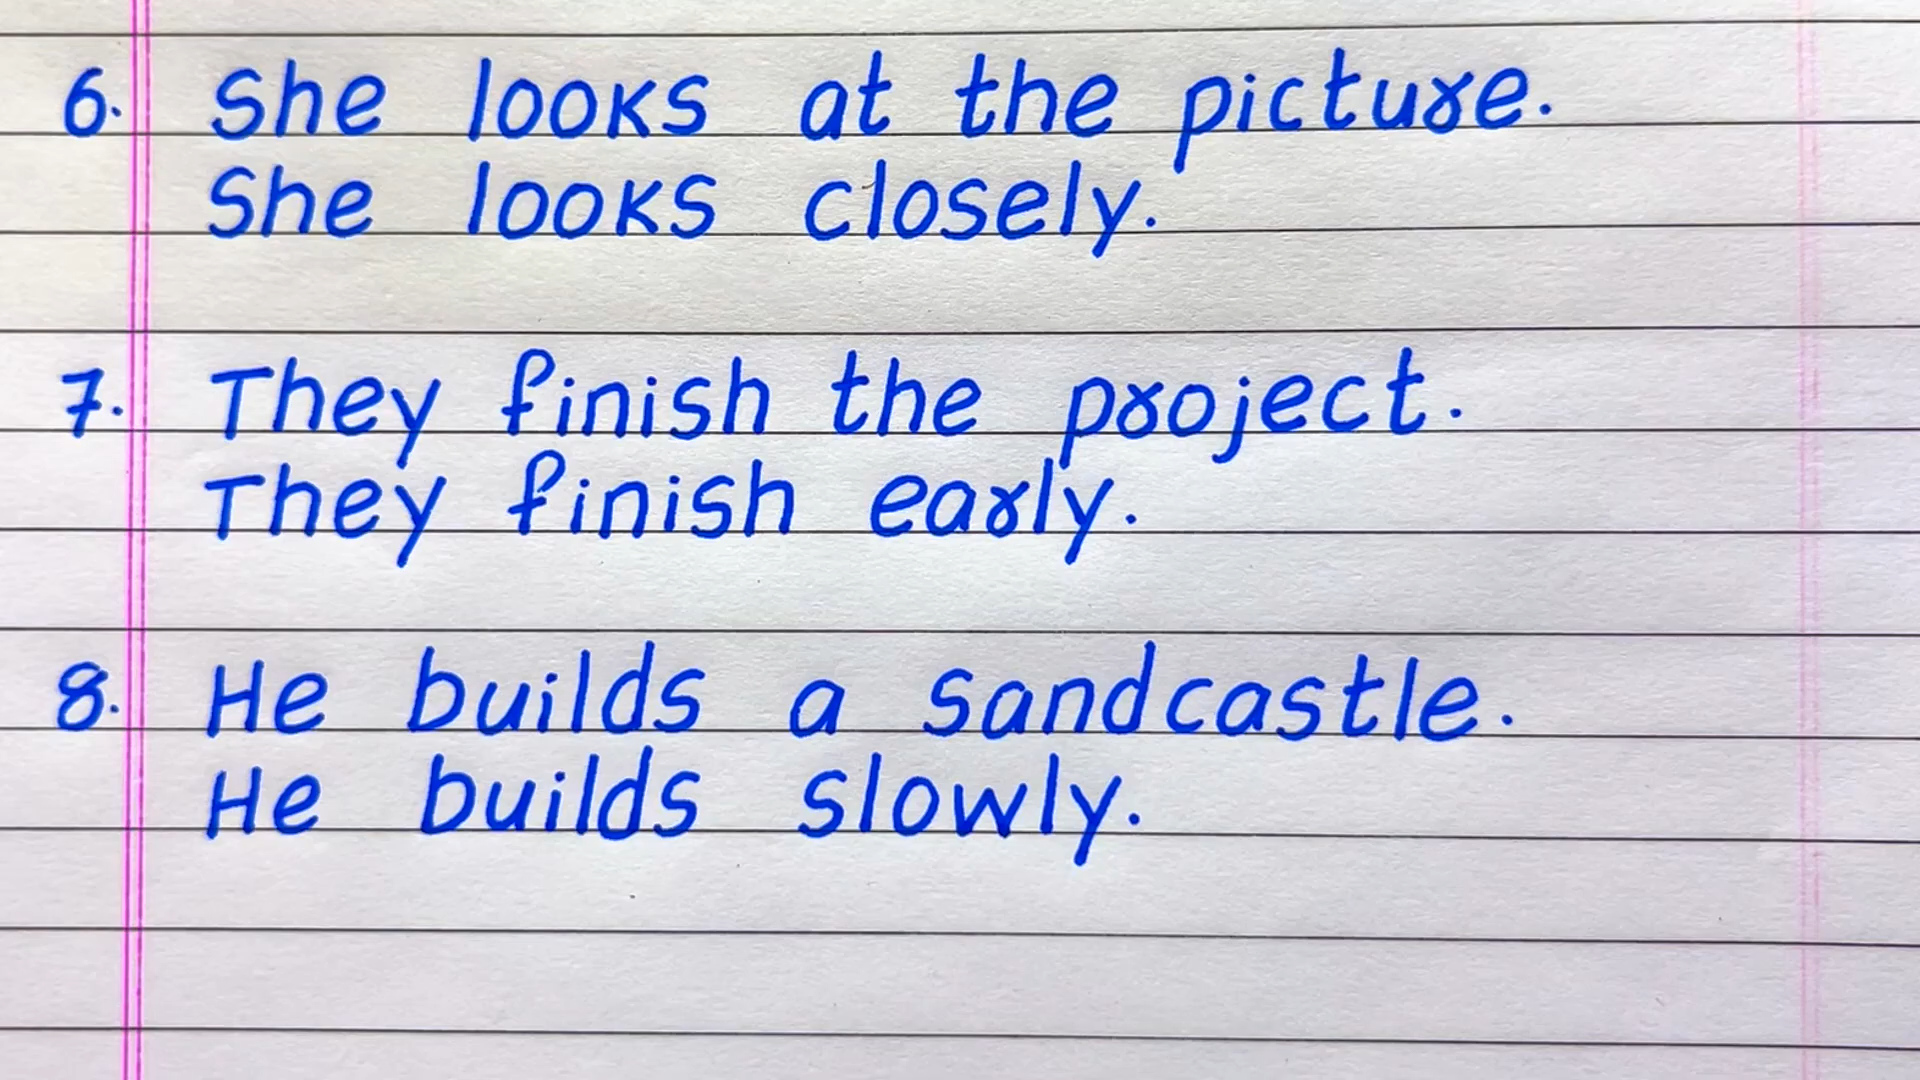 6. She looks at the picture.
She looks closely.
7. They finish the project.
They finish early.
8. He builds a sandcastle.
He builds slowly.